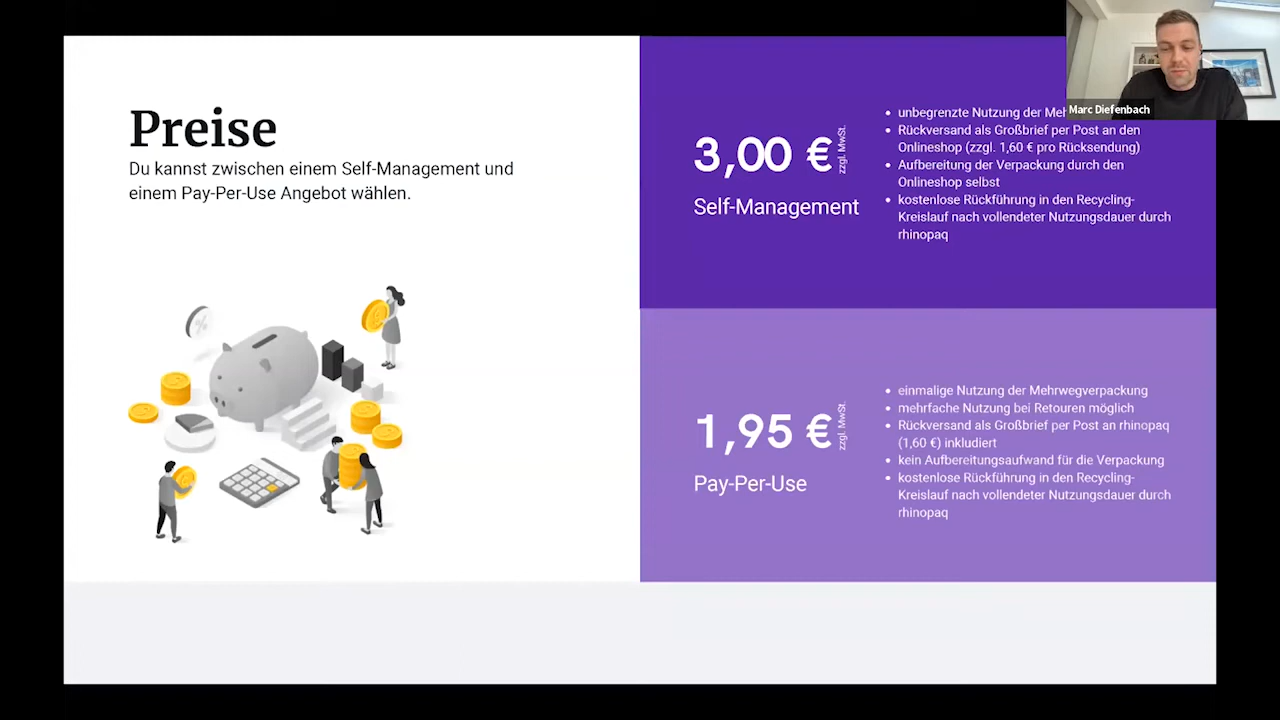 Preise
Du kannst zwischen einem Self-Management und
einem Pay-Per-Use Angebot wählen.
3,00 €
zzgl. MwSt.
Self-Management
unbegrenzte Nutzung der
Rückversand als Großbrief per Post an den
Onlineshop (zzgl. 1,60 € pro Rücksendung)
Aufbereitung der Verpackung durch den
Onlineshop selbst
kostenlose Rückführung in den Recycling-
Kreislauf nach vollendeter Nutzungsdauer durch
rhinopaq
1,95 €
zzgl. MwSt.
Pay-Per-Use
einmalige Nutzung der Mehrwegverpackung
mehrfache Nutzung bei Retouren möglich
Rückversand als Großbrief per Post an rhinopaq
(1,60 €) inkludiert
kein Aufbereitungsaufwand für die Verpackung
kostenlose Rückführung in den Recycling-
Kreislauf nach vollendeter Nutzungsdauer durch
rhinopaq
Marc Diefenbach